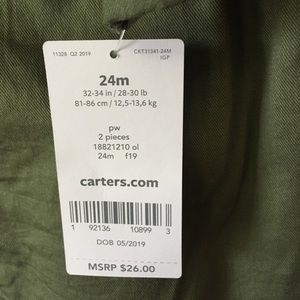 11328 Q2 2019 CKT31341-24M
IGP
24m
32-34 in / 28-30 lb
81-86 cm / 12,5-13,6 kg
pw
2 pieces
18821210 ol
24m f19
carters.com
1 92136 10899 3
DOB 05/2019
MSRP $26.00